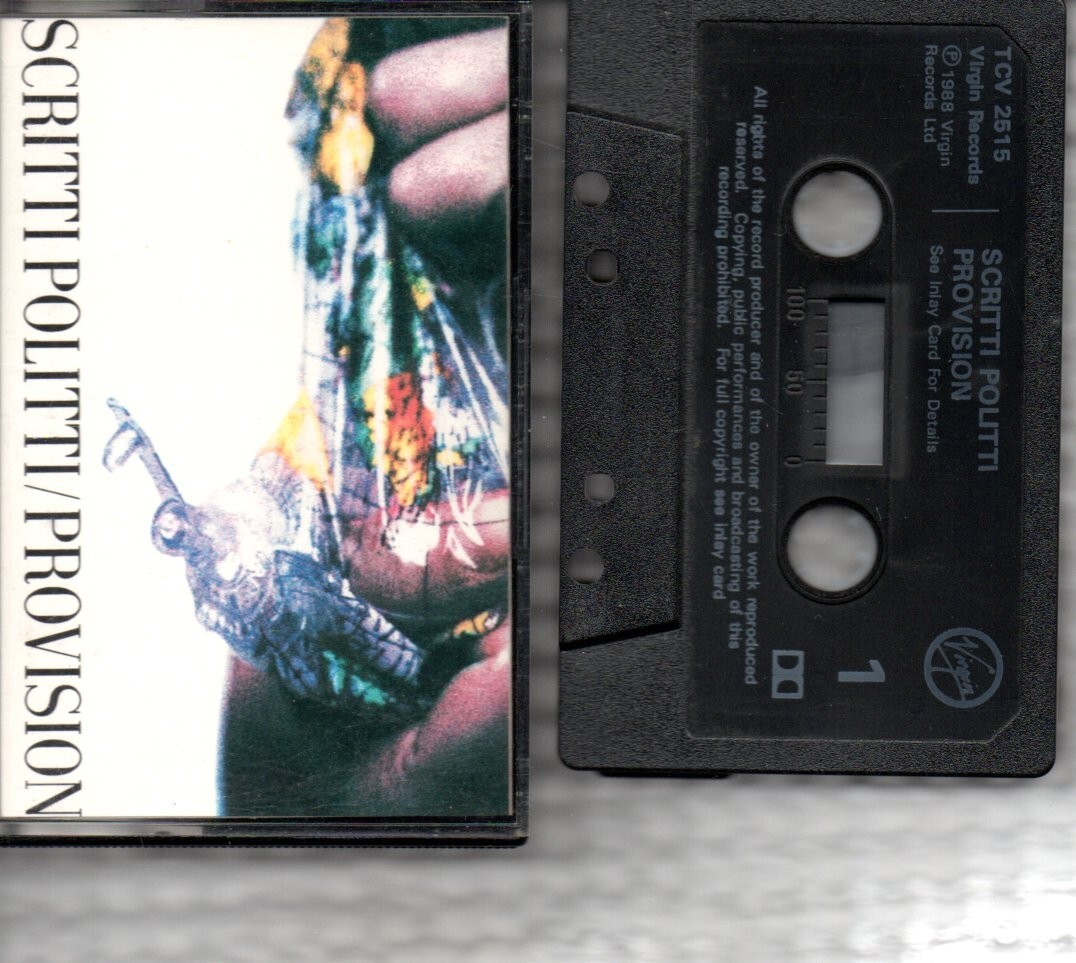 SCRITTI POLITTI/PROVISION
TCV 2515
Virgin Records
℗ 1988 Virgin
Records Ltd
SCRITTI POLITTI
PROVISION
See Inlay Card For Details
Virgin
1
100 50 0
All rights of the record producer and of the owner of the work reproduced
reserved. Copying, public performances and broadcasting of this
recording prohibited. For full copyright see inlay card